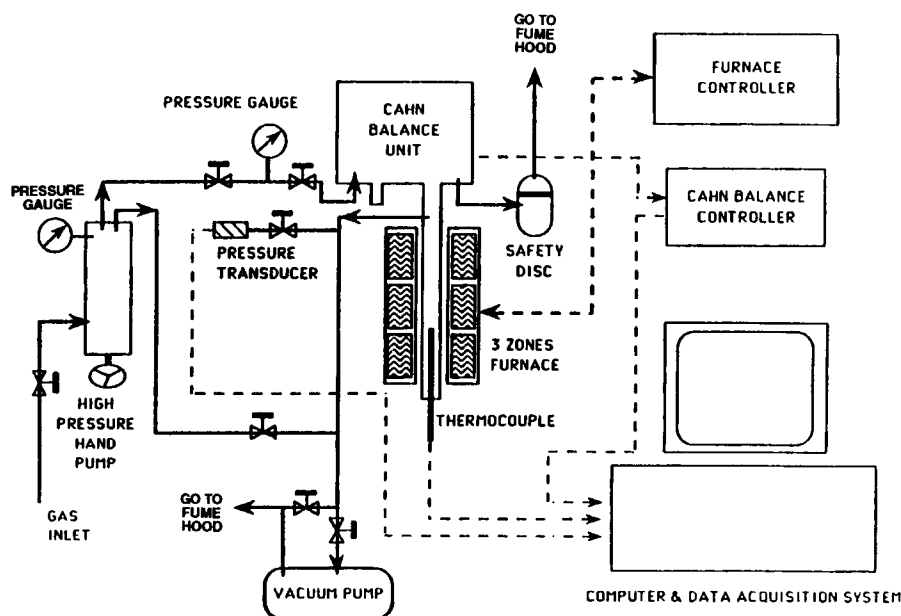 GO TO
FUME
HOOD
FURNACE
CONTROLLER
PRESSURE GAUGE
CAHN
BALANCE
UNIT
PRESSURE
GAUGE
CAHN BALANCE
CONTROLLER
SAFETY
DISC
PRESSURE
TRANSDUCER
3 ZONES
FURNACE
HIGH
PRESSURE
HAND
PUMP
THERMOCOUPLE
GAS
INLET
GO TO
FUME
HOOD
VACUUM PUMP
COMPUTER & DATA ACQUISITION SYSTEM